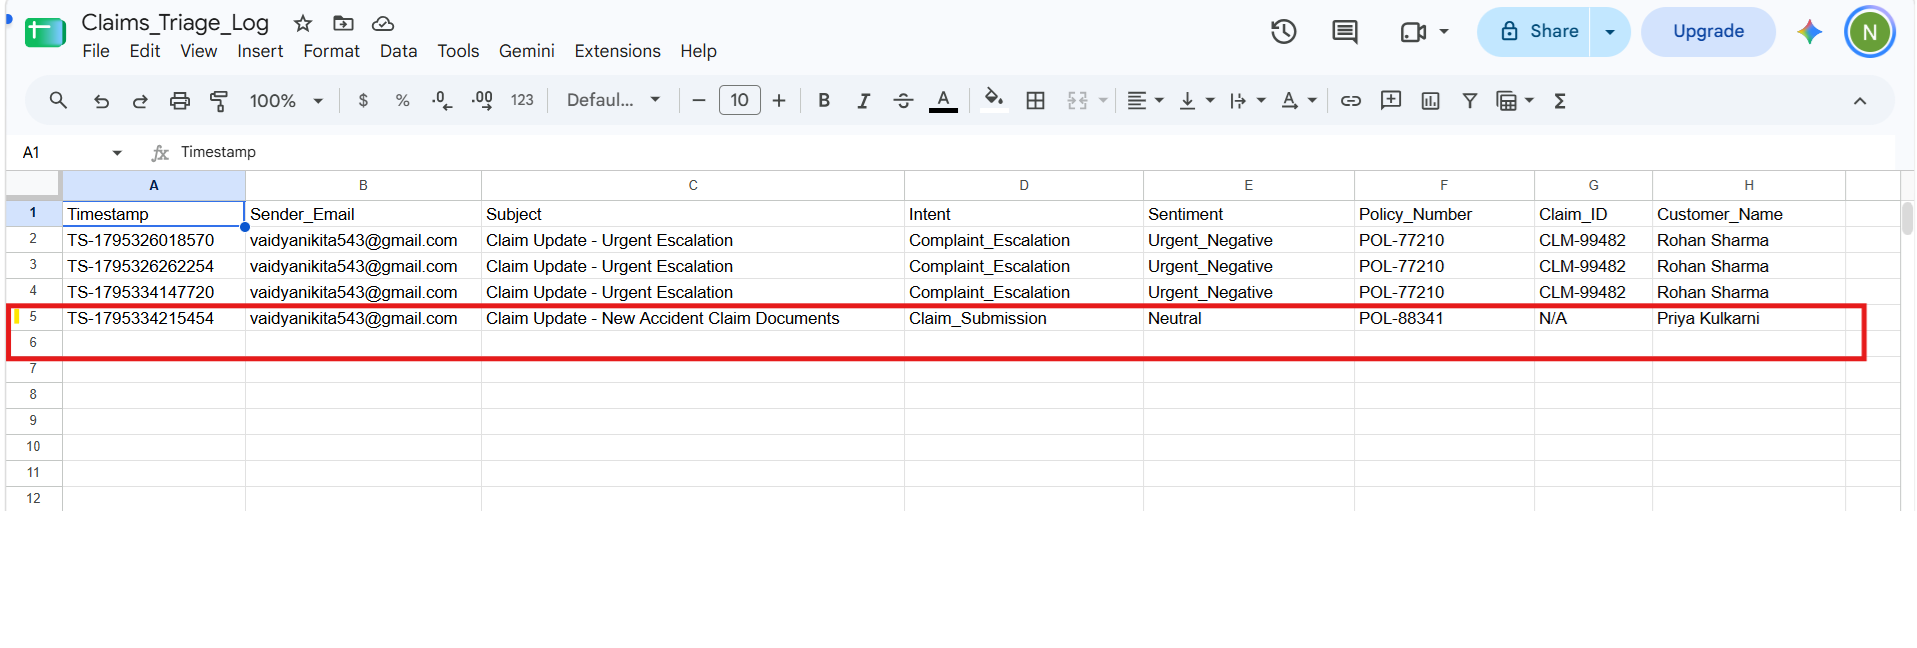 Claims_Triage_Log
File Edit View Insert Format Data Tools Gemini Extensions Help
Share
Upgrade
N
100% $ % .0 .00 123 Defaul... 10 B I A A Σ
A1 fx Timestamp
A B C D E F G H
1 Timestamp Sender_Email Subject Intent Sentiment Policy_Number Claim_ID Customer_Name
2 TS-1795326018570 vaidyanikita543@gmail.com Claim Update - Urgent Escalation Complaint_Escalation Urgent_Negative POL-77210 CLM-99482 Rohan Sharma
3 TS-1795326262254 vaidyanikita543@gmail.com Claim Update - Urgent Escalation Complaint_Escalation Urgent_Negative POL-77210 CLM-99482 Rohan Sharma
4 TS-1795334147720 vaidyanikita543@gmail.com Claim Update - Urgent Escalation Complaint_Escalation Urgent_Negative POL-77210 CLM-99482 Rohan Sharma
5 TS-1795334215454 vaidyanikita543@gmail.com Claim Update - New Accident Claim Documents Claim_Submission Neutral POL-88341 N/A Priya Kulkarni
6
7
8
9
10
11
12